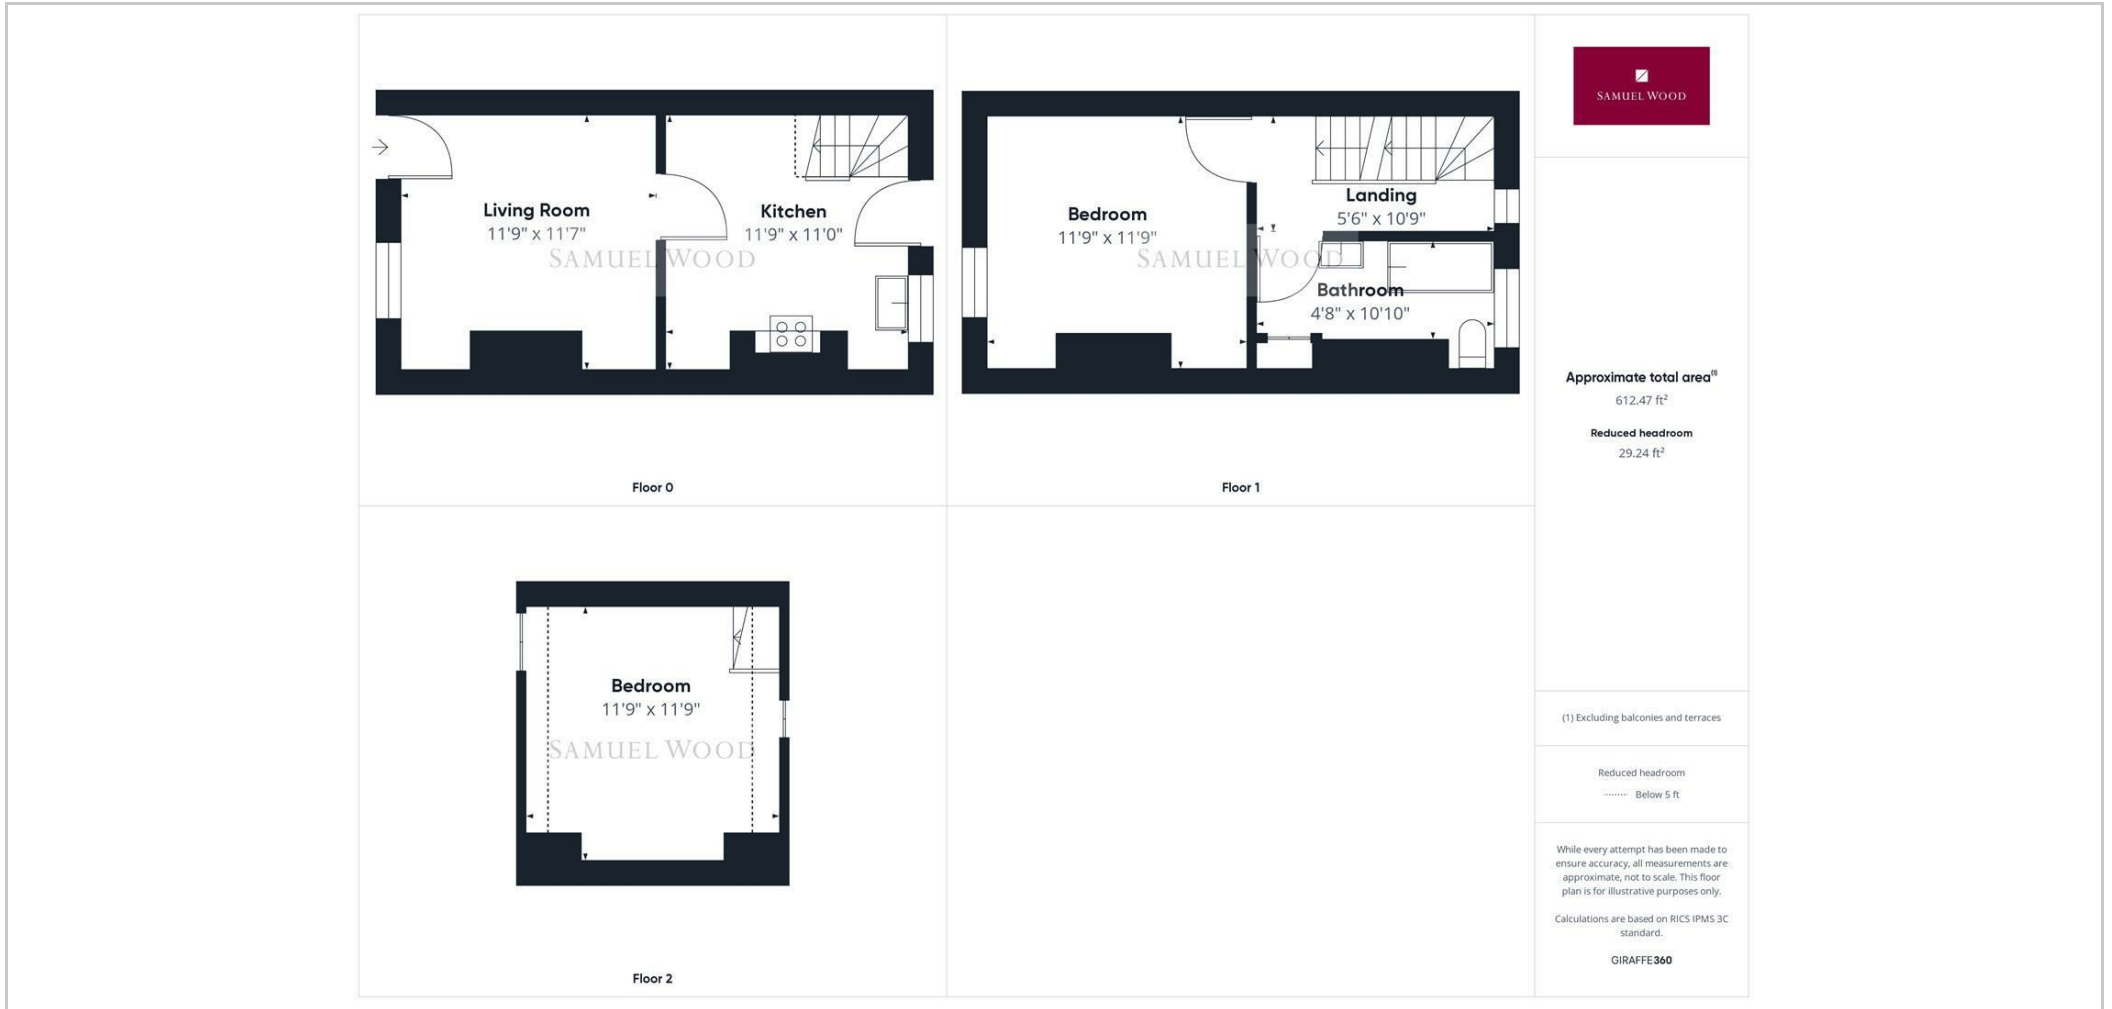 Living Room
11'9" x 11'7"
Kitchen
11'9" x 11'0"
SAMUEL WOOD
Floor 0
Bedroom
11'9" x 11'9"
Landing
5'6" x 10'9"
SAMUEL WOOD
Bathroom
4'8" x 10'10"
Floor 1
Bedroom
11'9" x 11'9"
SAMUEL WOOD
Floor 2
SAMUEL WOOD
Approximate total area(1)
612.47 ft²
Reduced headroom
29.24 ft²
(1) Excluding balconies and terraces
Reduced headroom
Below 5 ft
While every attempt has been made to
ensure accuracy, all measurements are
approximate, not to scale. This floor
plan is for illustrative purposes only.
Calculations are based on RICS IPMS 3C
standard.
GIRAFFE360